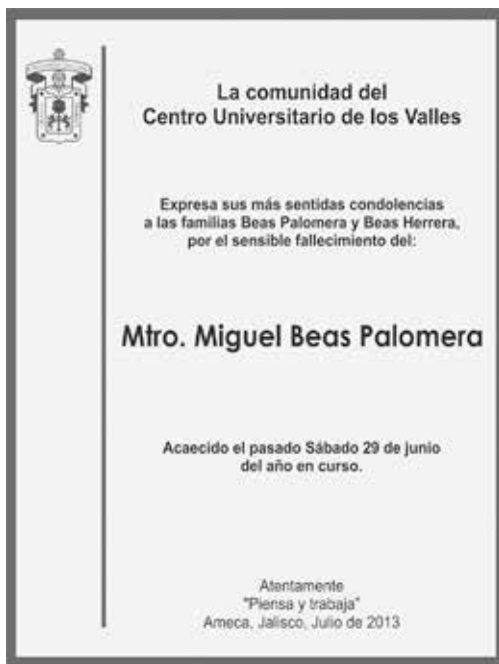 La comunidad del
Centro Universitario de los Valles
Expresa sus más sentidas condolencias
a las familias Beas Palomera y Beas Herrera,
por el sensible fallecimiento del:
Mtro. Miguel Beas Palomera
Acaecido el pasado Sábado 29 de junio
del año en curso.
Atentamente
"Piensa y trabaja"
Ameca, Jalisco, Julio de 2013